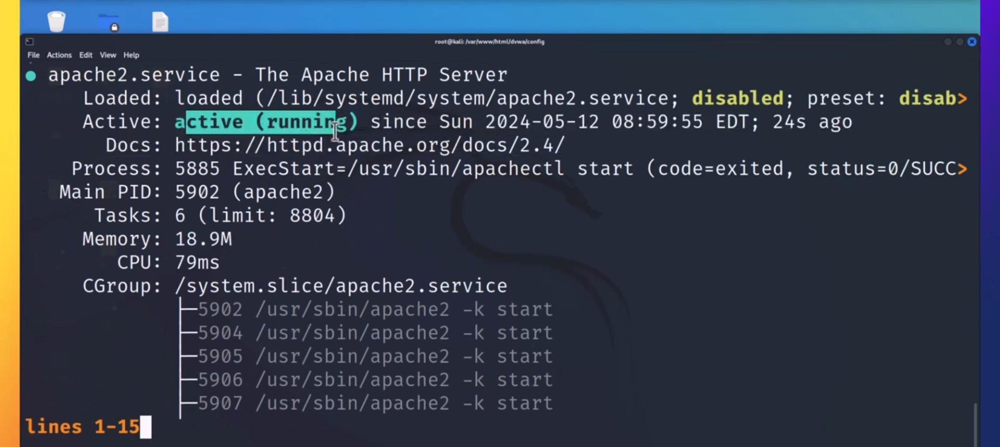 root@kali: /var/www/html/dvwa/config
File Actions Edit View Help
● apache2.service - The Apache HTTP Server
Loaded: loaded (/lib/systemd/system/apache2.service; disabled; preset: disab>
Active: active (running) since Sun 2024-05-12 08:59:55 EDT; 24s ago
Docs: https://httpd.apache.org/docs/2.4/
Process: 5885 ExecStart=/usr/sbin/apachectl start (code=exited, status=0/SUCC>
Main PID: 5902 (apache2)
Tasks: 6 (limit: 8804)
Memory: 18.9M
CPU: 79ms
CGroup: /system.slice/apache2.service
├─5902 /usr/sbin/apache2 -k start
├─5904 /usr/sbin/apache2 -k start
├─5905 /usr/sbin/apache2 -k start
├─5906 /usr/sbin/apache2 -k start
├─5907 /usr/sbin/apache2 -k start
lines 1-15